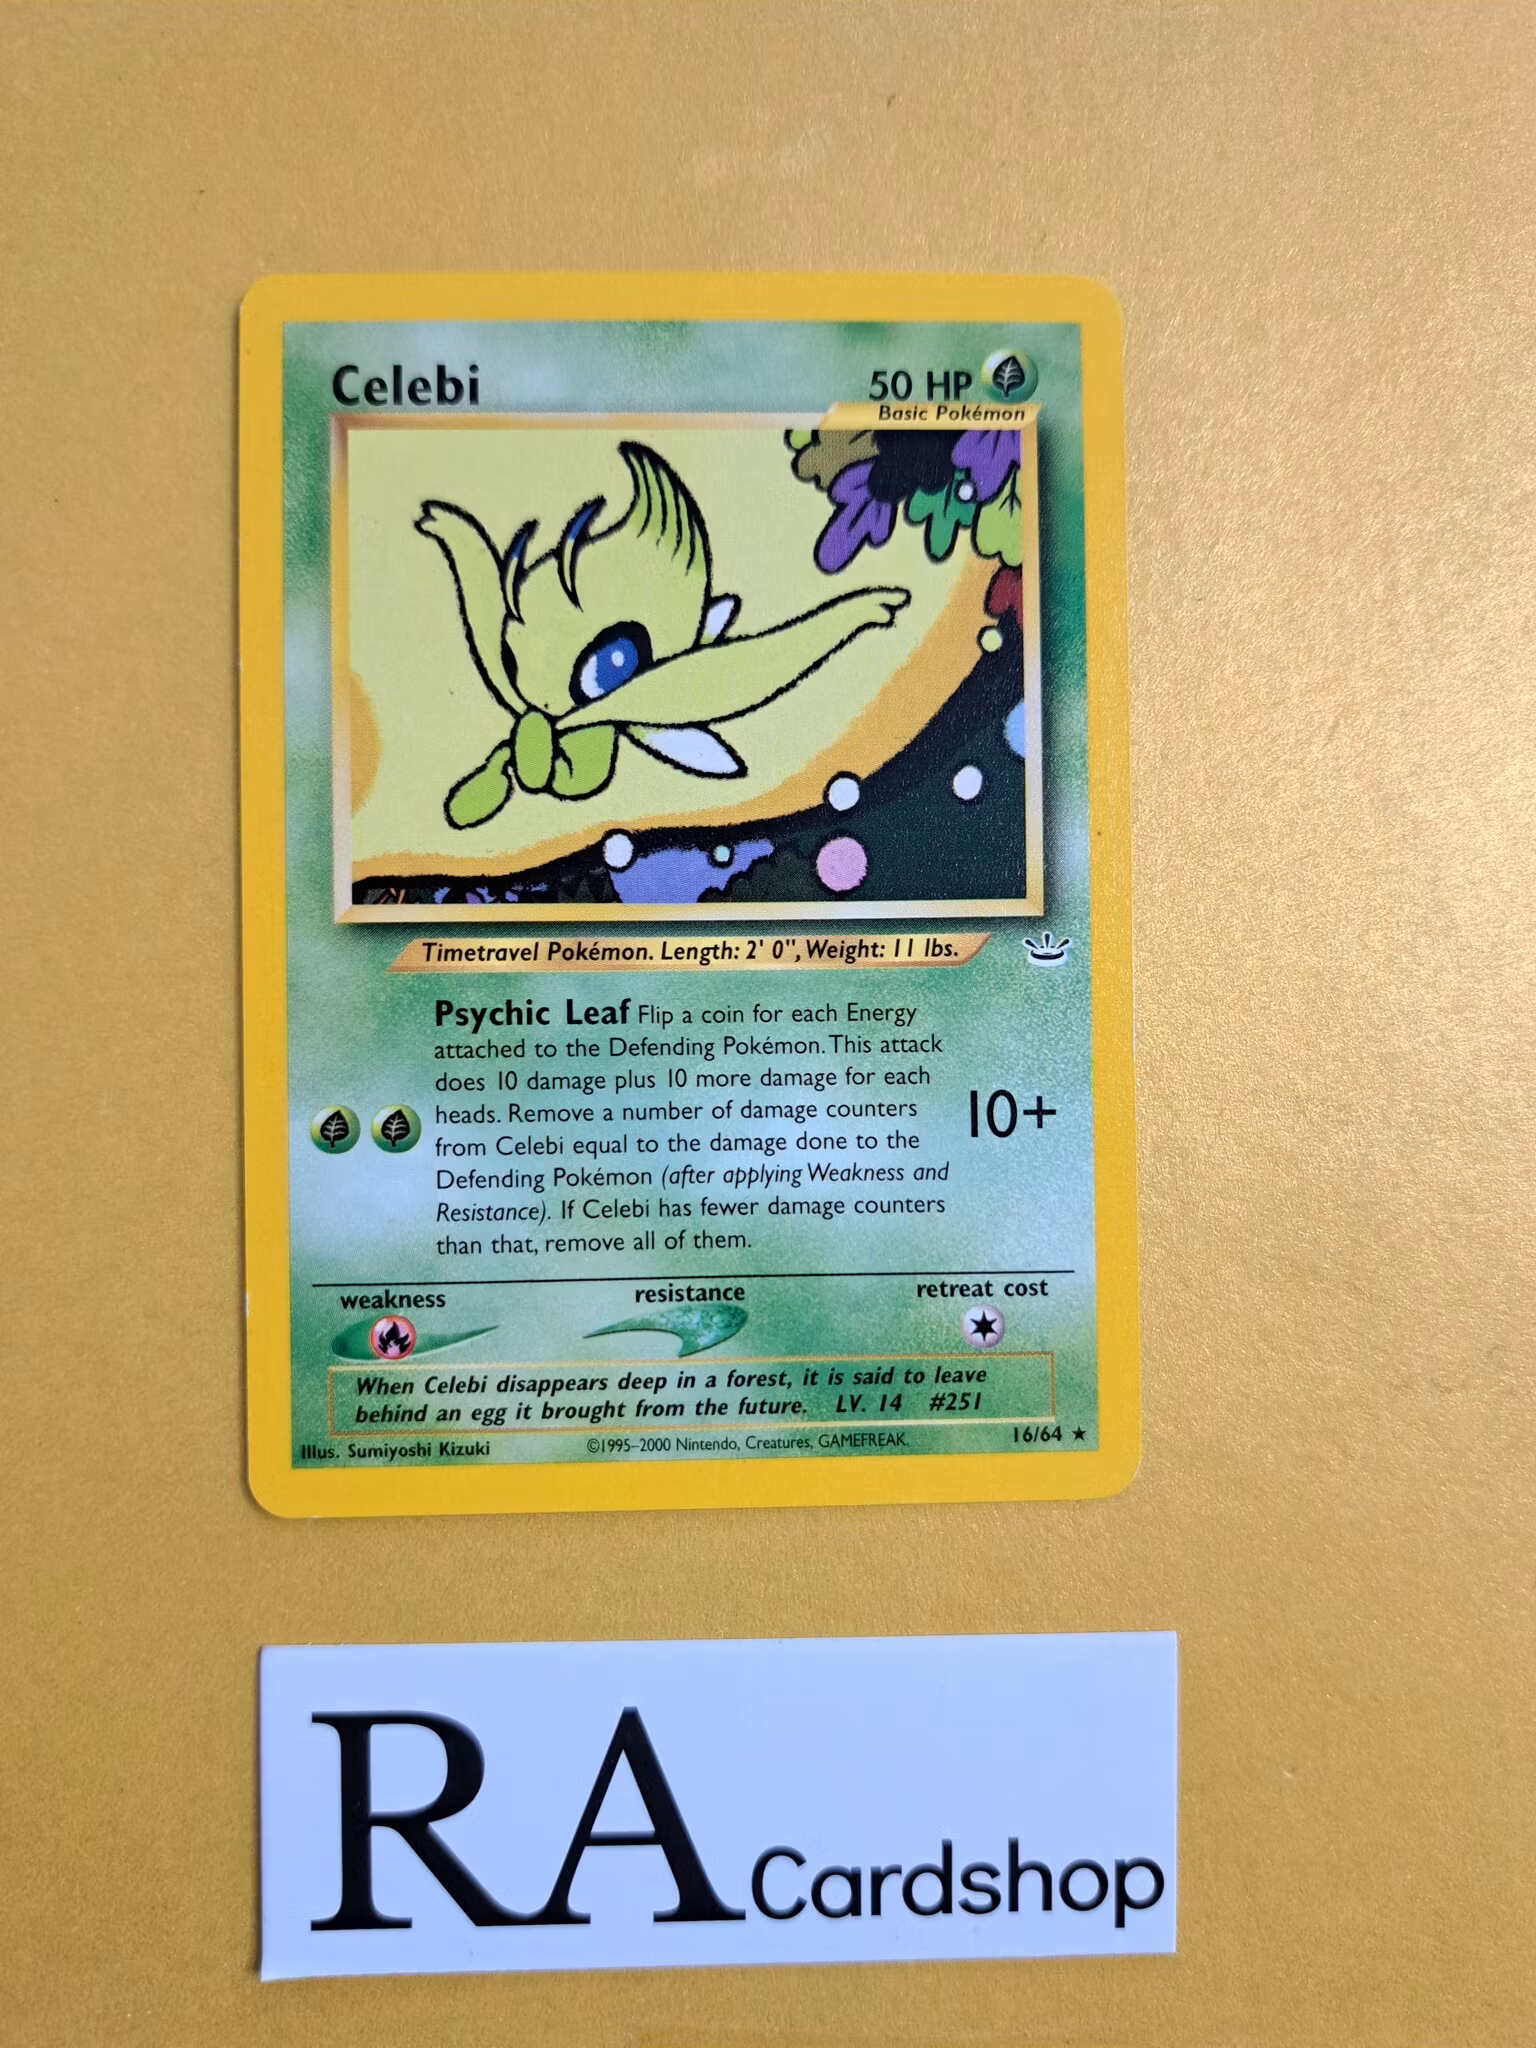 Celebi
50 HP
Basic Pokémon
Timetravel Pokémon. Length: 2' 0", Weight: 11 lbs.
Psychic Leaf Flip a coin for each Energy
attached to the Defending Pokémon. This attack
does 10 damage plus 10 more damage for each
heads. Remove a number of damage counters
from Celebi equal to the damage done to the
Defending Pokémon (after applying Weakness and
Resistance). If Celebi has fewer damage counters
than that, remove all of them.
10+
weakness
resistance
retreat cost
When Celebi disappears deep in a forest, it is said to leave
behind an egg it brought from the future. LV. 14 #251
Illus. Sumiyoshi Kizuki
©1995–2000 Nintendo, Creatures, GAMEFREAK.
16/64 ★
RA Cardshop